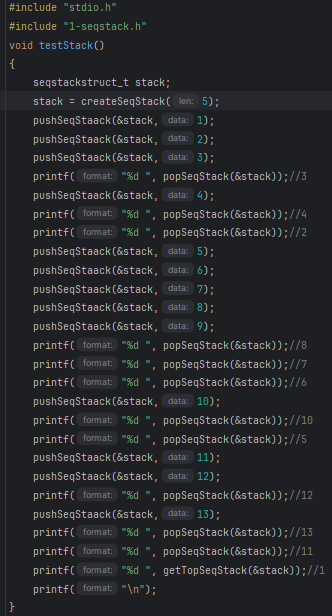 #include "stdio.h"
#include "1-seqstack.h"
void testStack()
{
    seqstackstruct_t stack;
    stack = createSeqStack( len: 5);
    pushSeqStaack(&stack, data: 1);
    pushSeqStaack(&stack, data: 2);
    pushSeqStaack(&stack, data: 3);
    printf( format: "%d ", popSeqStack(&stack));//3
    pushSeqStaack(&stack, data: 4);
    printf( format: "%d ", popSeqStack(&stack));//4
    printf( format: "%d ", popSeqStack(&stack));//2
    pushSeqStaack(&stack, data: 5);
    pushSeqStaack(&stack, data: 6);
    pushSeqStaack(&stack, data: 7);
    pushSeqStaack(&stack, data: 8);
    pushSeqStaack(&stack, data: 9);
    printf( format: "%d ", popSeqStack(&stack));//8
    printf( format: "%d ", popSeqStack(&stack));//7
    printf( format: "%d ", popSeqStack(&stack));//6
    pushSeqStaack(&stack, data: 10);
    printf( format: "%d ", popSeqStack(&stack));//10
    printf( format: "%d ", popSeqStack(&stack));//5
    pushSeqStaack(&stack, data: 11);
    pushSeqStaack(&stack, data: 12);
    printf( format: "%d ", popSeqStack(&stack));//12
    pushSeqStaack(&stack, data: 13);
    printf( format: "%d ", popSeqStack(&stack));//13
    printf( format: "%d ", popSeqStack(&stack));//11
    printf( format: "%d ", getTopSeqStack(&stack));//1
    printf( format: "\n");
}